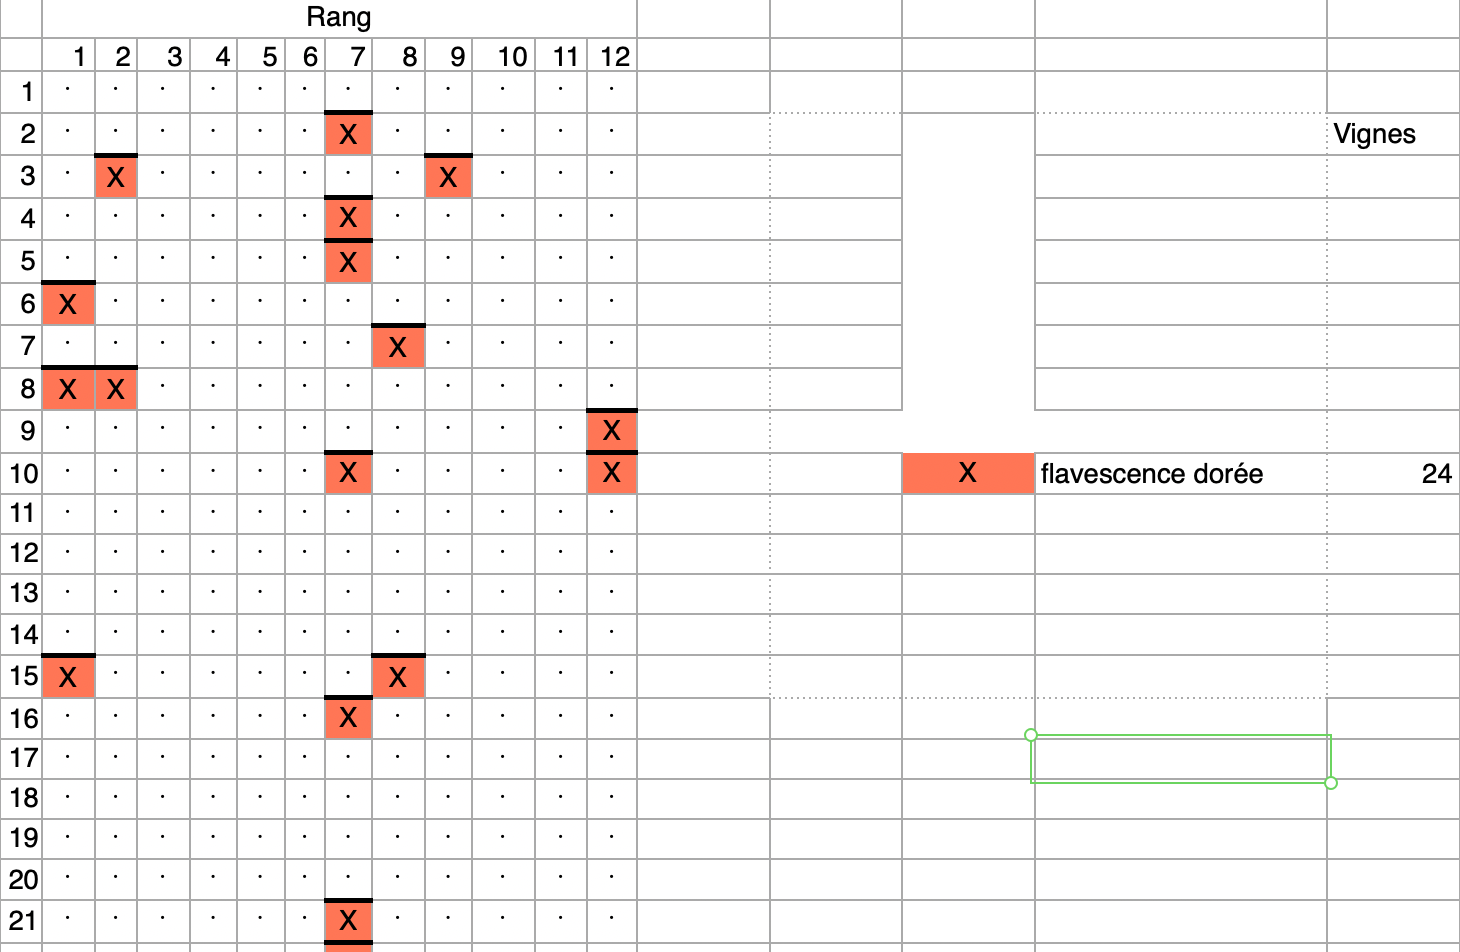 Rang
1 2 3 4 5 6 7 8 9 10 11 12
1 · · · · · · · · · · · ·
2 · · · · · · X · · · · · Vignes
3 · X · · · · · · X · · ·
4 · · · · · · X · · · · ·
5 · · · · · · X · · · · ·
6 X · · · · · · · · · · ·
7 · · · · · · · X · · · ·
8 X X · · · · · · · · · ·
9 · · · · · · · · · · · X
10 · · · · · · X · · · · X X flavescence dorée 24
11 · · · · · · · · · · · ·
12 · · · · · · · · · · · ·
13 · · · · · · · · · · · ·
14 · · · · · · · · · · · ·
15 X · · · · · · X · · · ·
16 · · · · · · X · · · · ·
17 · · · · · · · · · · · ·
18 · · · · · · · · · · · ·
19 · · · · · · · · · · · ·
20 · · · · · · · · · · · ·
21 · · · · · · X · · · · ·